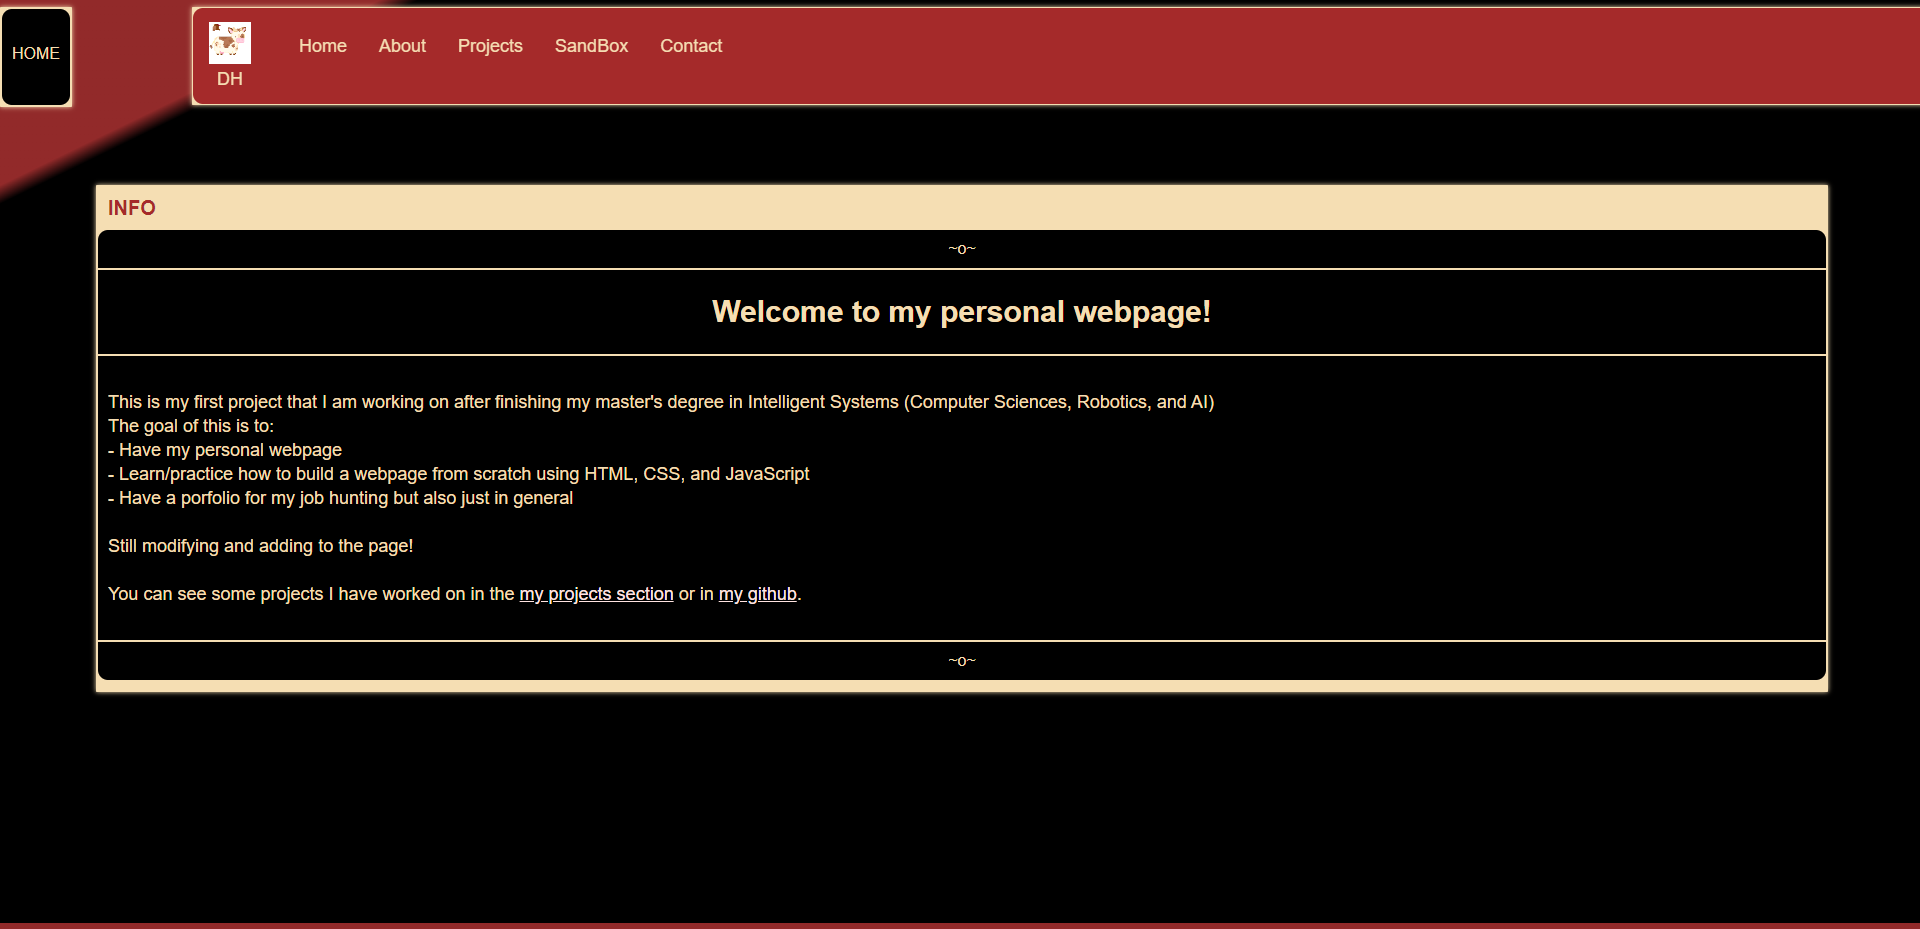 HOME
Home About Projects SandBox Contact
DH
INFO
~o~
Welcome to my personal webpage!
This is my first project that I am working on after finishing my master's degree in Intelligent Systems (Computer Sciences, Robotics, and AI)
The goal of this is to:
- Have my personal webpage
- Learn/practice how to build a webpage from scratch using HTML, CSS, and JavaScript
- Have a porfolio for my job hunting but also just in general
Still modifying and adding to the page!
You can see some projects I have worked on in the my projects section or in my github.
~o~